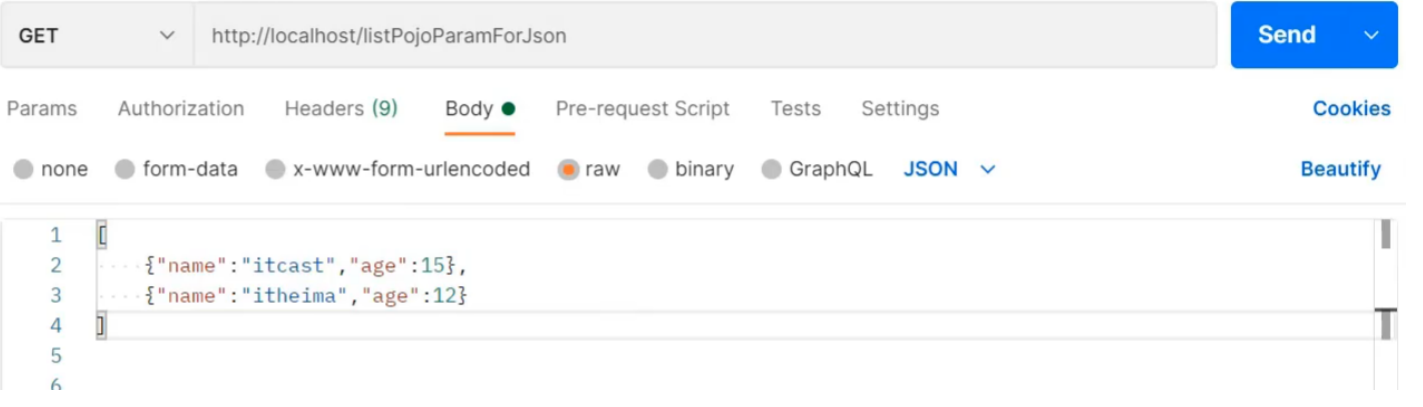 GET http://localhost/listPojoParamForJson Send
Params Authorization Headers (9) Body Pre-request Script Tests Settings Cookies
none form-data x-www-form-urlencoded raw binary GraphQL JSON Beautify
1 [
2 {"name":"itcast","age":15},
3 {"name":"itheima","age":12}
4 ]
5
6